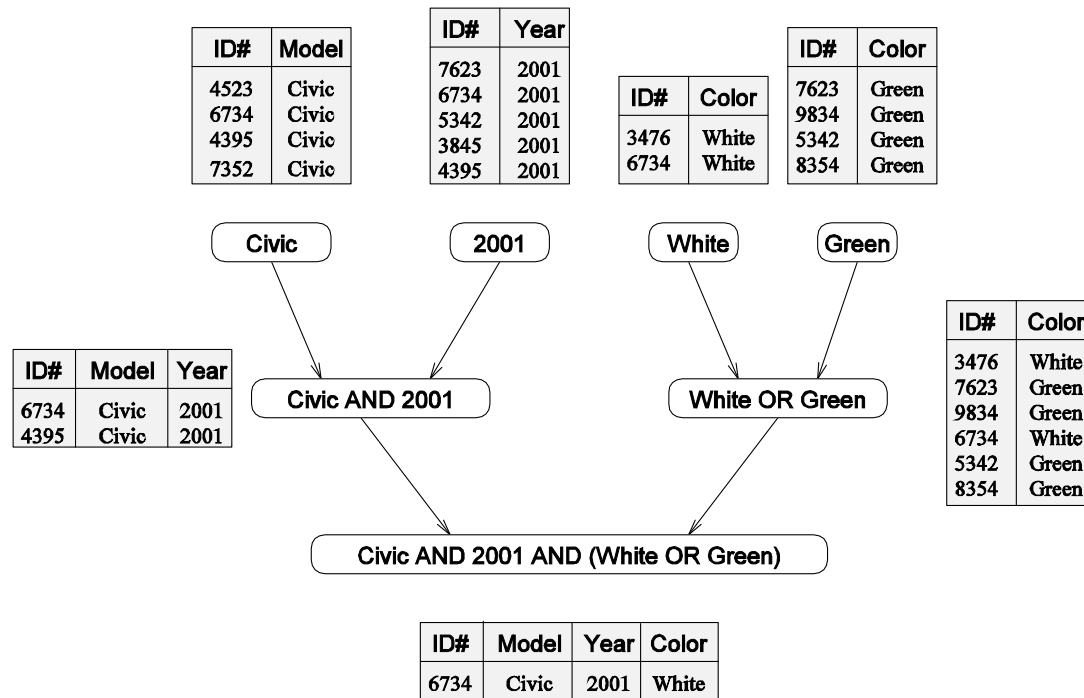 ID# Model
4523 Civic
6734 Civic
4395 Civic
7352 Civic
ID# Year
7623 2001
6734 2001
5342 2001
3845 2001
4395 2001
ID# Color
3476 White
6734 White
ID# Color
7623 Green
9834 Green
5342 Green
8354 Green
Civic
2001
White
Green
ID# Model Year
6734 Civic 2001
4395 Civic 2001
Civic AND 2001
White OR Green
ID# Color
3476 White
7623 Green
9834 Green
6734 White
5342 Green
8354 Green
Civic AND 2001 AND (White OR Green)
ID# Model Year Color
6734 Civic 2001 White